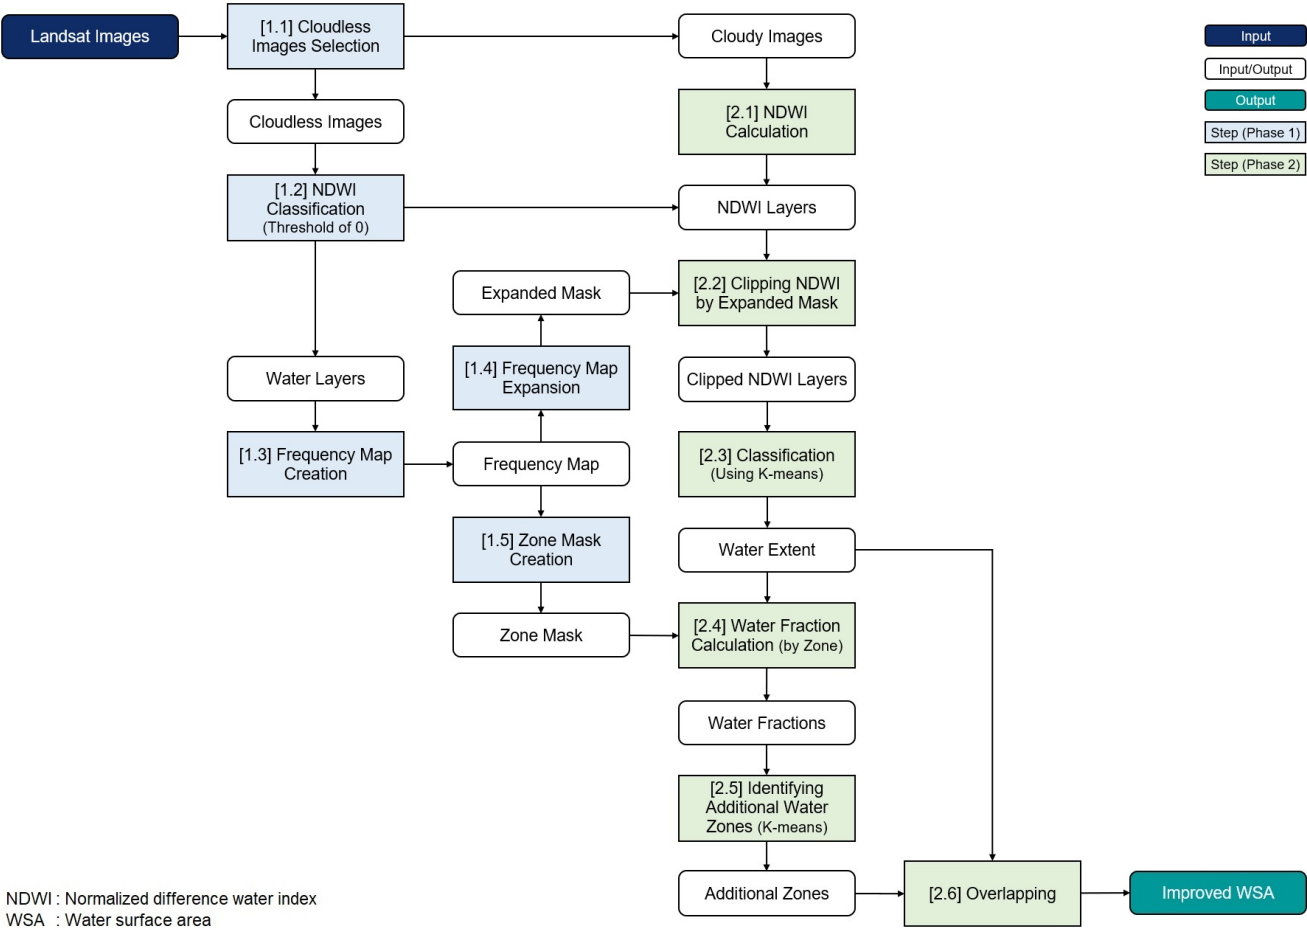 Landsat Images
[1.1] Cloudless
Images Selection
Cloudy Images
Input
Input/Output
Output
Step (Phase 1)
Step (Phase 2)
Cloudless Images
[2.1] NDWI
Calculation
[1.2] NDWI
Classification
(Threshold of 0)
NDWI Layers
Expanded Mask
[2.2] Clipping NDWI
by Expanded Mask
Water Layers
[1.4] Frequency Map
Expansion
Clipped NDWI Layers
[1.3] Frequency Map
Creation
Frequency Map
[2.3] Classification
(Using K-means)
[1.5] Zone Mask
Creation
Water Extent
Zone Mask
[2.4] Water Fraction
Calculation (by Zone)
Water Fractions
[2.5] Identifying
Additional Water
Zones (K-means)
Additional Zones
[2.6] Overlapping
Improved WSA
NDWI : Normalized difference water index
WSA : Water surface area